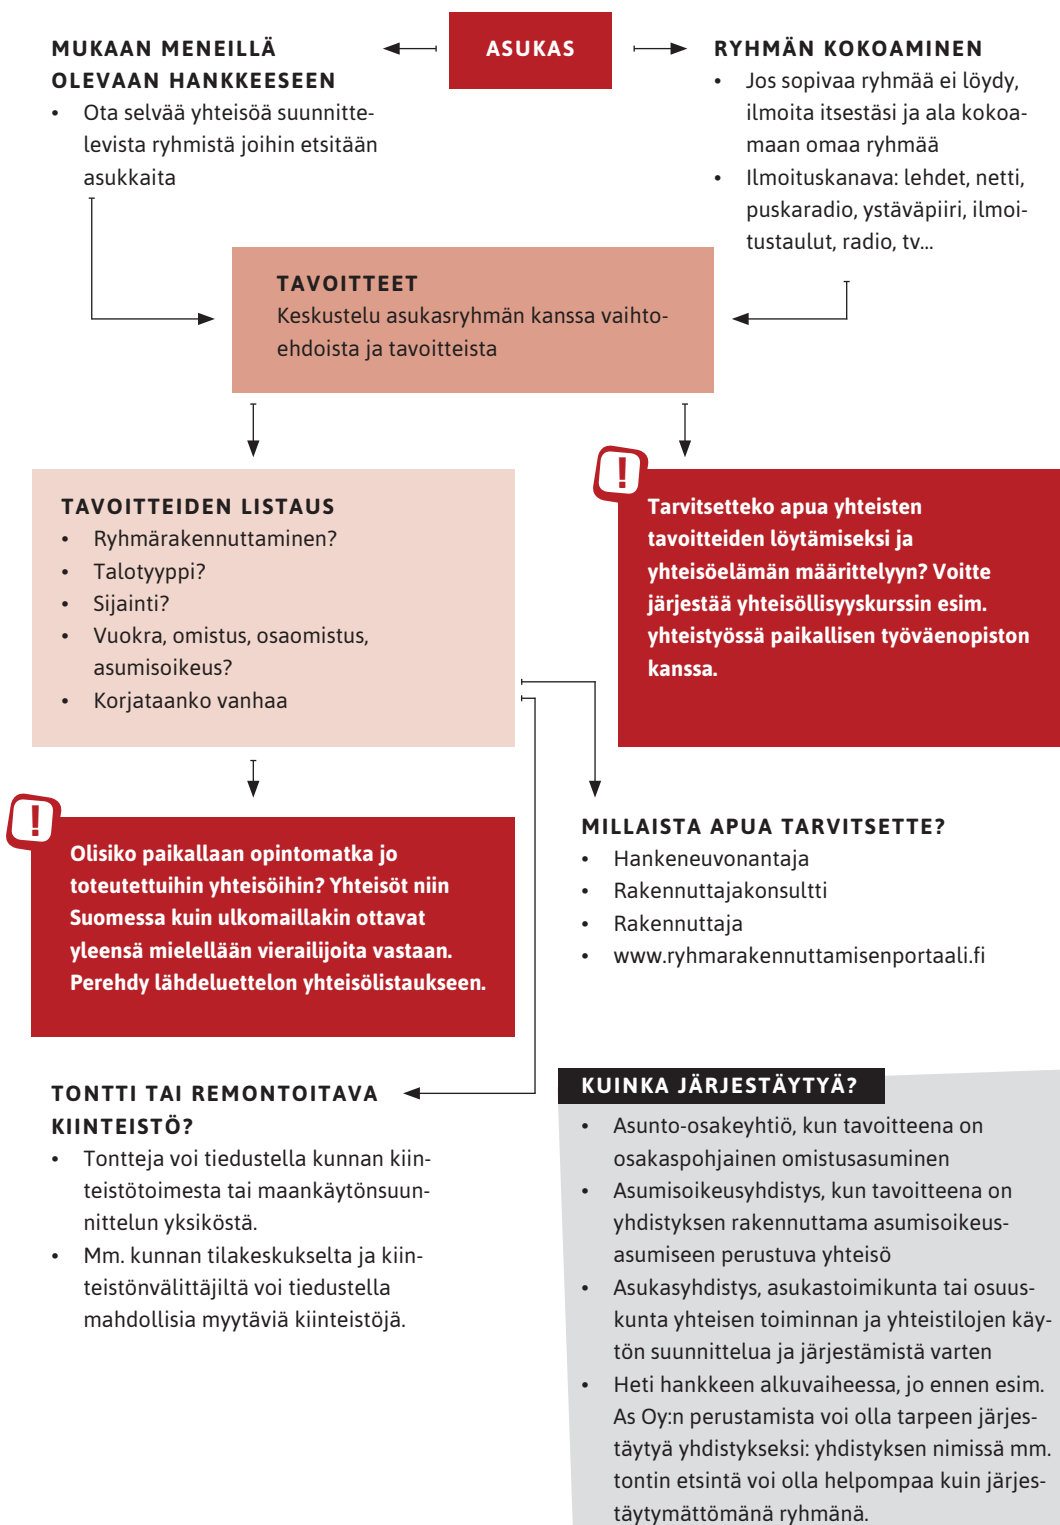 ASUKAS
MUKAAN MENEILLÄ
OLEVAAN HANKKEESEEN
• Ota selvää yhteisöä suunnitte-
levista ryhmistä joihin etsitään
asukkaita
RYHMÄN KOKOAMINEN
• Jos sopivaa ryhmää ei löydy,
ilmoita itsestäsi ja ala kokoa-
maan omaa ryhmää
• Ilmoituskanava: lehdet, netti,
puskaradio, ystäväpiiri, ilmoi-
tustaulut, radio, tv...
TAVOITTEET
Keskustelu asukasryhmän kanssa vaihto-
ehdoista ja tavoitteista
TAVOITTEIDEN LISTAUS
• Ryhmärakennuttaminen?
• Talotyyppi?
• Sijainti?
• Vuokra, omistus, osaomistus,
asumisoikeus?
• Korjataanko vanhaa
!
Tarvitsetteko apua yhteisten
tavoitteiden löytämiseksi ja
yhteisöelämän määrittelyyn? Voitte
järjestää yhteisöllisyyskurssin esim.
yhteistyössä paikallisen työväenopiston
kanssa.
!
Olisiko paikallaan opintomatka jo
toteutettuihin yhteisöihin? Yhteisöt niin
Suomessa kuin ulkomaillakin ottavat
yleensä mielellään vierailijoita vastaan.
Perehdy lähdeluettelon yhteisölistaukseen.
MILLAISTA APUA TARVITSETTE?
• Hankeneuvonantaja
• Rakennuttajakonsultti
• Rakennuttaja
• www.ryhmarakennuttamisenportaali.fi
TONTTI TAI REMONTOITAVA
KIINTEISTÖ?
• Tontteja voi tiedustella kunnan kiin-
teistötoimesta tai maankäytönsuun-
nittelun yksiköstä.
• Mm. kunnan tilakeskukselta ja kiin-
teistönvälittäjiltä voi tiedustella
mahdollisia myytäviä kiinteistöjä.
KUINKA JÄRJESTÄYTYÄ?
• Asunto-osakeyhtiö, kun tavoitteena on
osakaspohjainen omistusasuminen
• Asumisoikeusyhdistys, kun tavoitteena on
yhdistyksen rakennuttama asumisoikeus-
asumiseen perustuva yhteisö
• Asukasyhdistys, asukastoimikunta tai osuus-
kunta yhteisen toiminnan ja yhteistilojen käy-
tön suunnittelua ja järjestämistä varten
• Heti hankkeen alkuvaiheessa, jo ennen esim.
As Oy:n perustamista voi olla tarpeen järjes-
täytyä yhdistykseksi: yhdistyksen nimissä mm.
tontin etsintä voi olla helpompaa kuin järjes-
täytymättömänä ryhmänä.